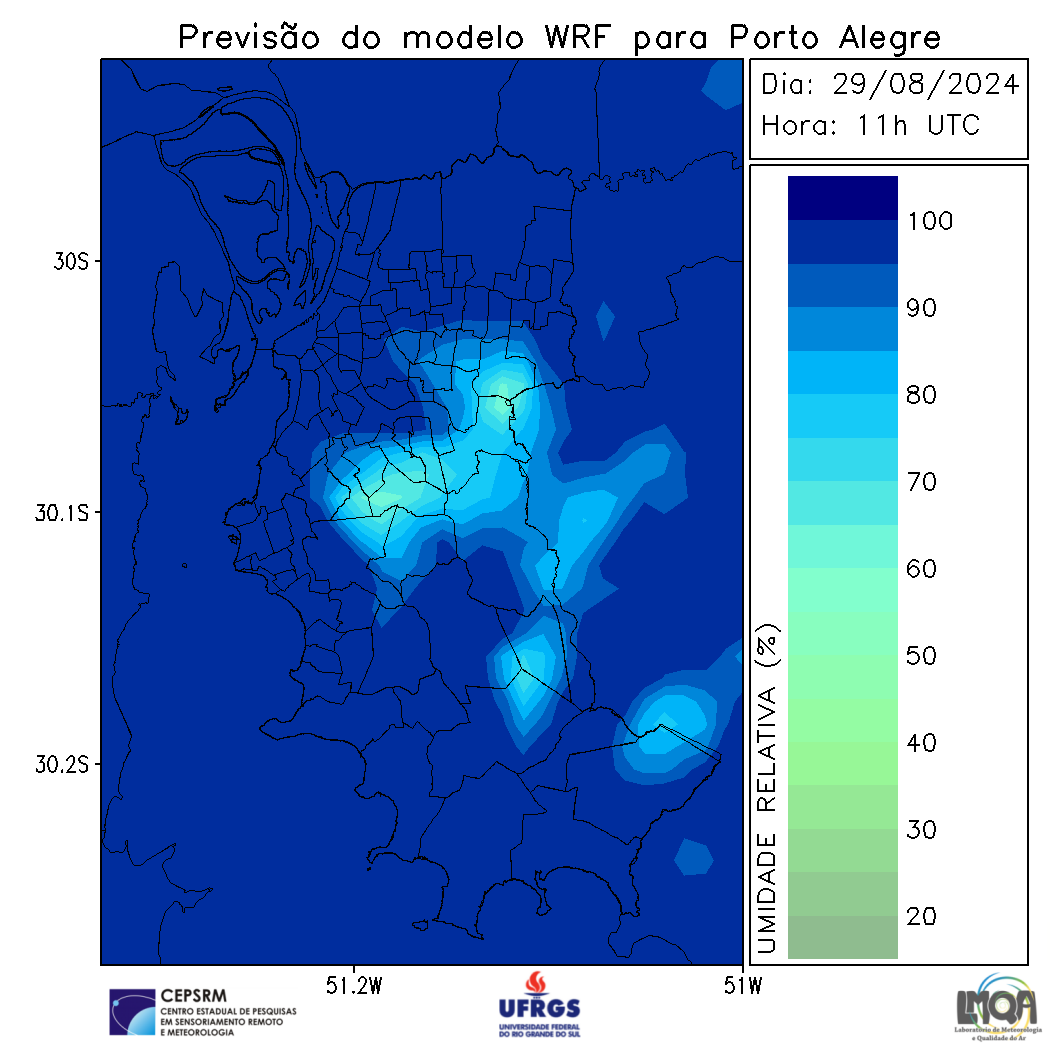 Previsão do modelo WRF para Porto Alegre
Dia: 29/08/2024
Hora: 11h UTC
30S
30.1S
30.2S
51.2W
51W
100
90
80
70
60
50
40
30
20
UMIDADE RELATIVA (%)
CEPSRM
CENTRO ESTADUAL DE PESQUISAS
EM SENSORIAMENTO REMOTO
E METEOROLOGIA
UFRGS
UNIVERSIDADE FEDERAL
DO RIO GRANDE DO SUL
LMQA
Laboratório de Meteorologia
e Qualidade do Ar